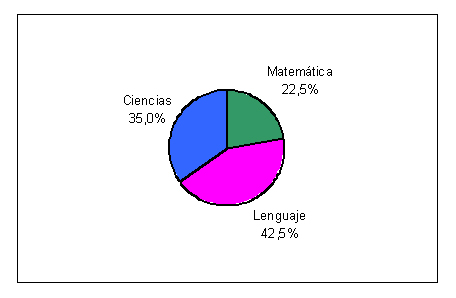 Matemática
22,5%
Ciencias
35,0%
Lenguaje
42,5%